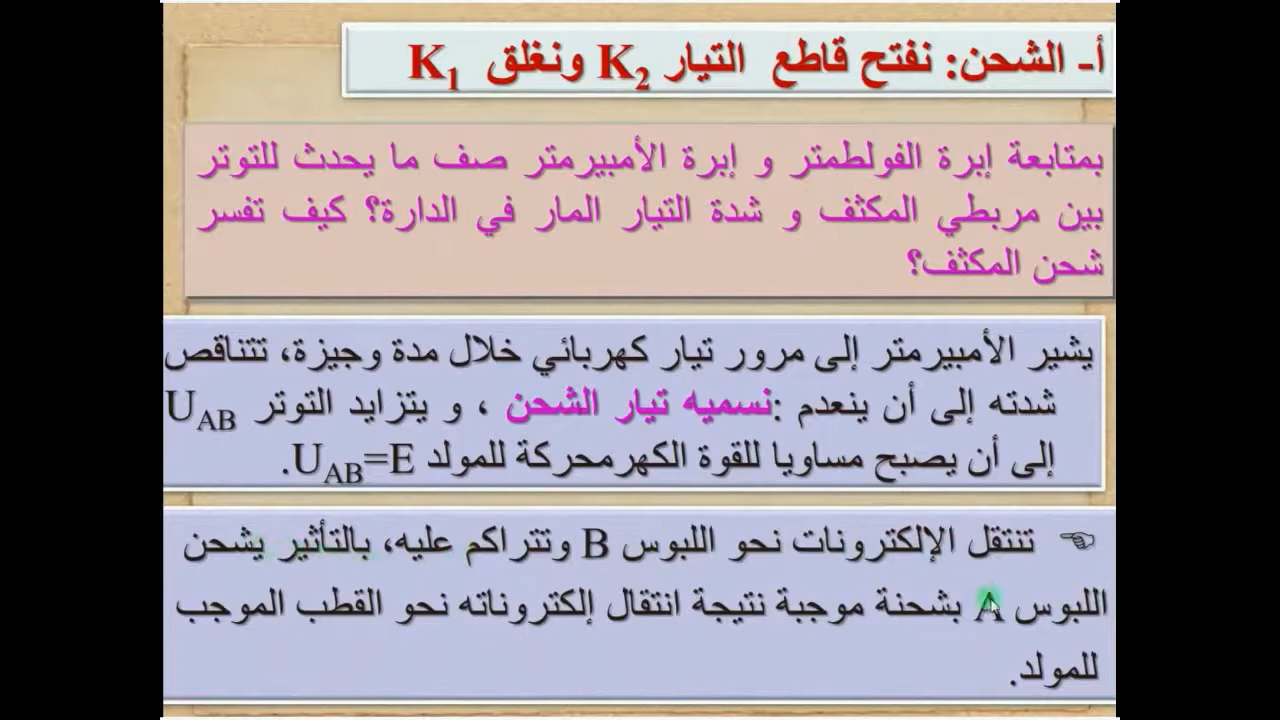 أ- الشحن: نفتح قاطع التيار K2 ونغلق K1
بمتابعة إبرة الفولطمتر و إبرة الأمبيرمتر صف ما يحدث للتوتر
بين مربطي المكثف و شدة التيار المار في الدارة؟ كيف تفسر
شحن المكثف؟
يشير الأمبيرمتر إلى مرور تيار كهربائي خلال مدة وجيزة، تتناقص
شدته إلى أن ينعدم :نسميه تيار الشحن ، و يتزايد التوتر UAB
إلى أن يصبح مساويا للقوة الكهرمحركة للمولد UAB=E.
☜ تنتقل الإلكترونات نحو اللبوس B وتتراكم عليه، بالتأثير يشحن
اللبوس A بشحنة موجبة نتيجة انتقال إلكتروناته نحو القطب الموجب
للمولد.